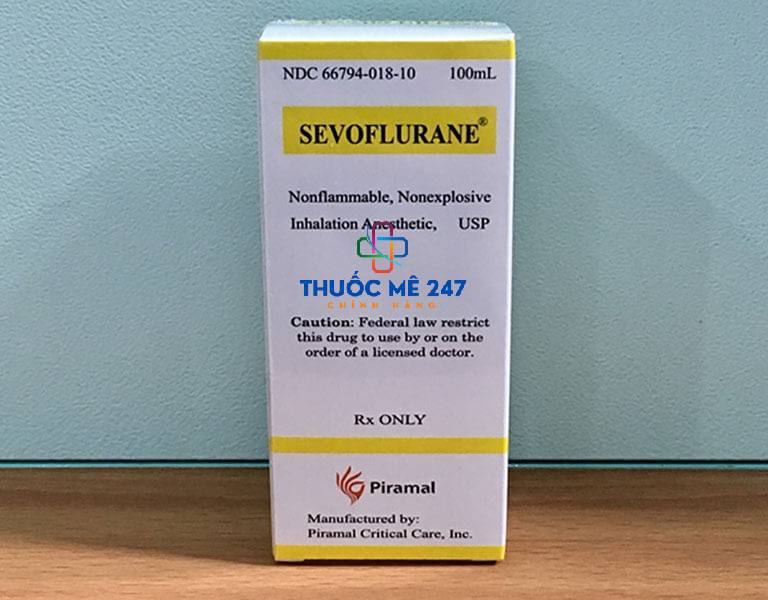 NDC 66794-018-10 100mL
SEVOFLURANE®
Nonflammable, Nonexplosive
Inhalation Anesthetic, USP
THUỐC MÊ 247
CHÍNH HÃNG
Caution: Federal law restrict
this drug to use by or on the
order of a licensed doctor.
Rx ONLY
Piramal
Manufactured by:
Piramal Critical Care, Inc.